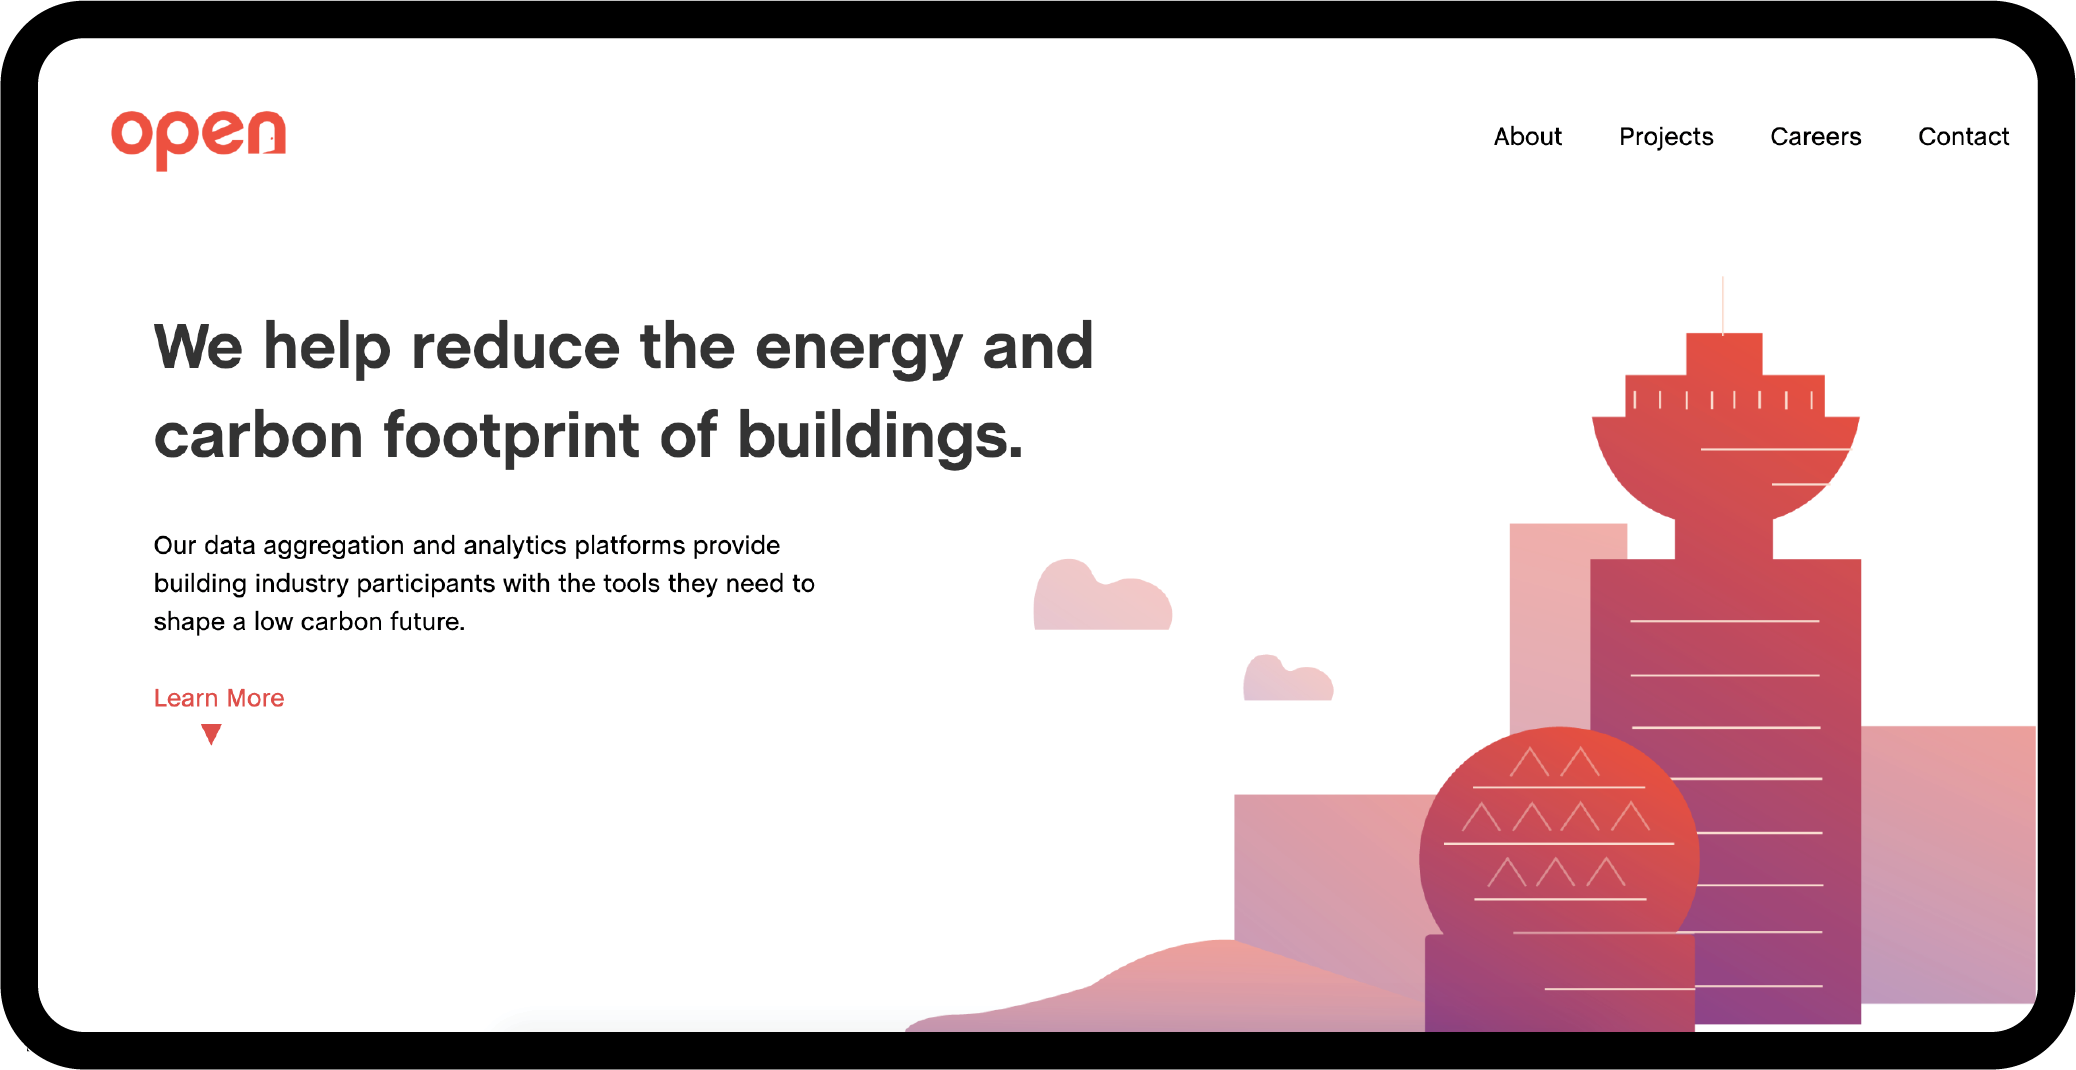 open
About Projects Careers Contact
We help reduce the energy and
carbon footprint of buildings.
Our data aggregation and analytics platforms provide
building industry participants with the tools they need to
shape a low carbon future.
Learn More